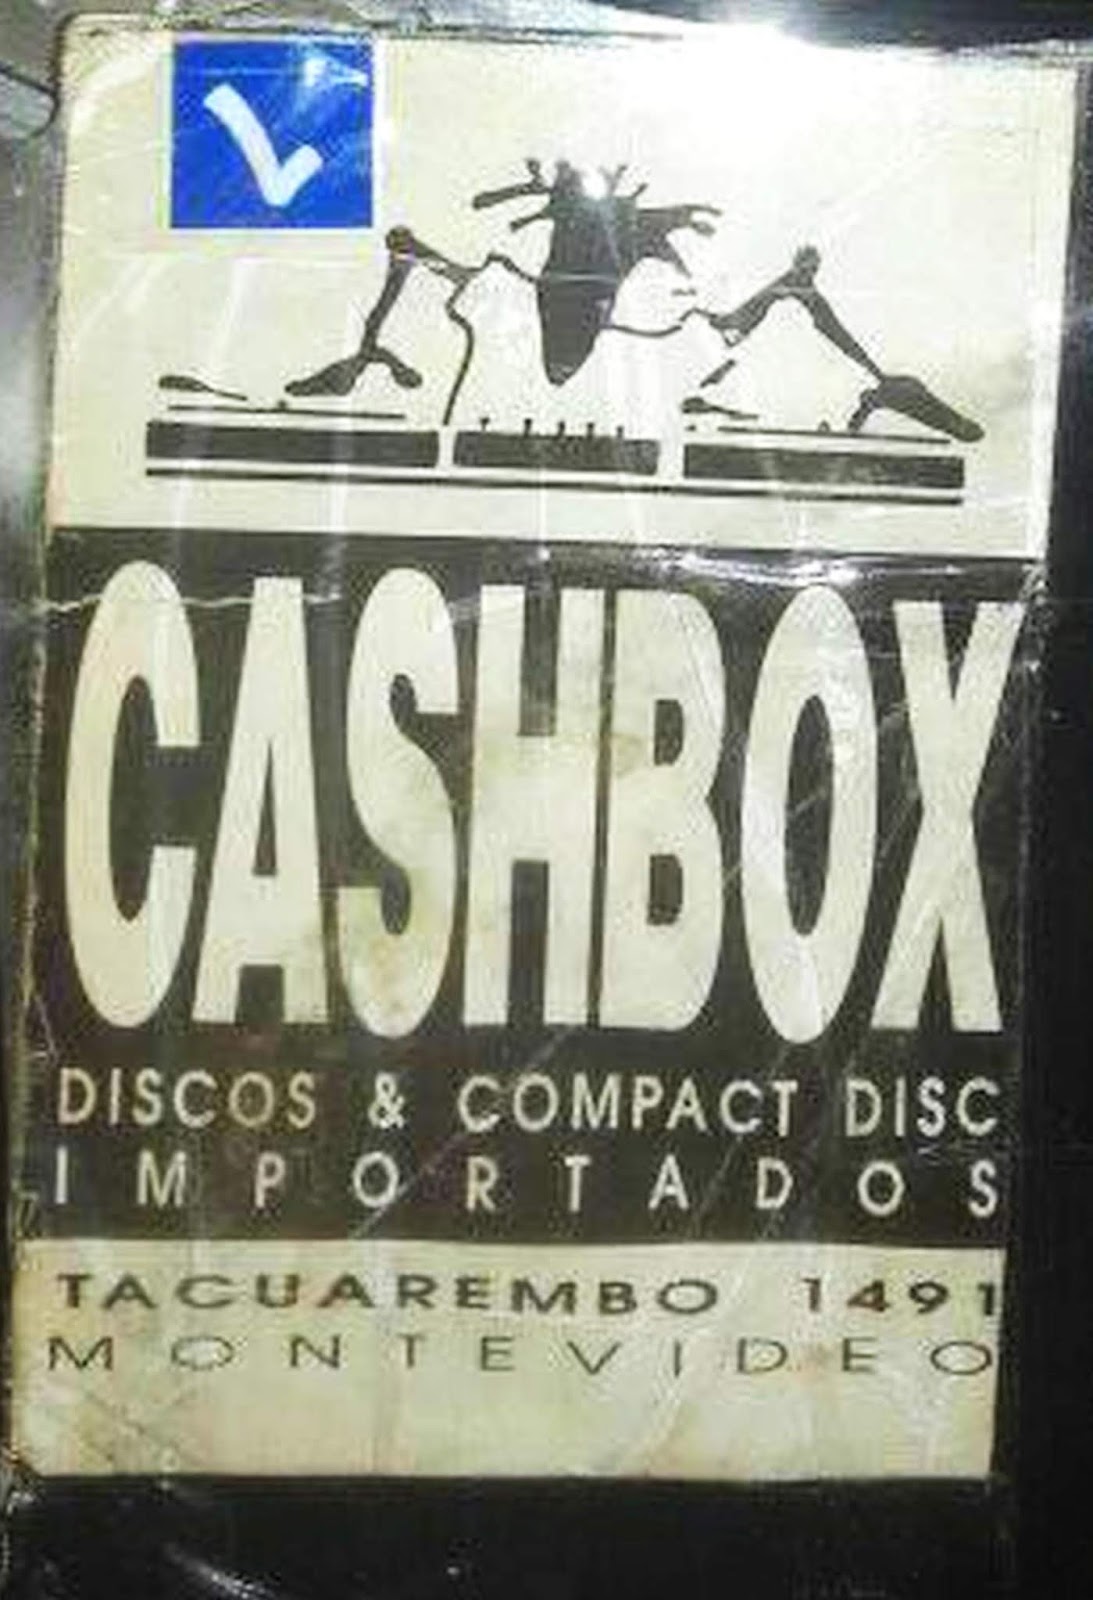 CASHBOX
DISCOS & COMPACT DISC
IMPORTADOS
TACUAREMBO 1491
MONTEVIDEO